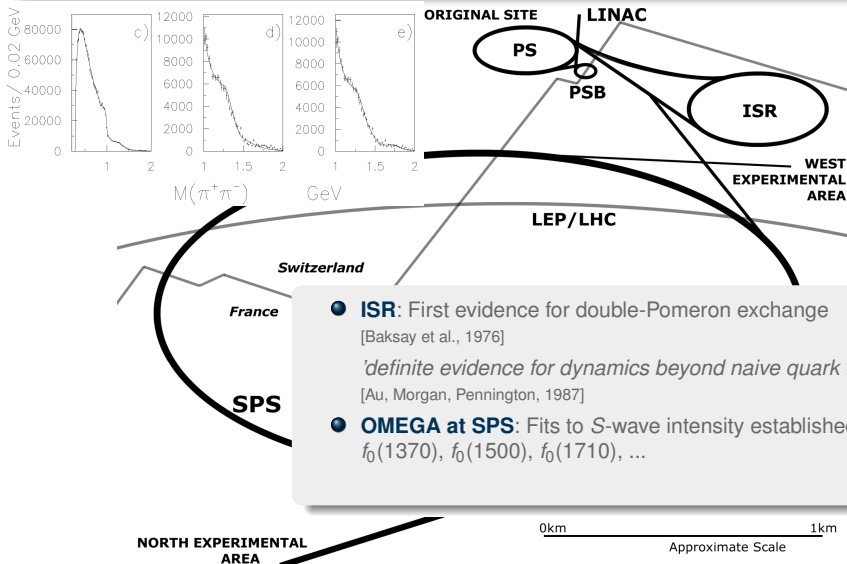 Events/ 0.02 GeV
80000
60000
40000
20000
0
1
2
c)
12000
10000
8000
6000
4000
2000
0
1
1.5
2
d)
12000
10000
8000
6000
4000
2000
0
1
1.5
2
e)
M(π⁺π⁻) GeV
ORIGINAL SITE
LINAC
PS
PSB
ISR
WEST
EXPERIMENTAL
AREA
LEP/LHC
Switzerland
France
SPS
ISR: First evidence for double-Pomeron exchange
[Baksay et al., 1976]
'definite evidence for dynamics beyond naive quark
[Au, Morgan, Pennington, 1987]
OMEGA at SPS: Fits to S-wave intensity established
f₀(1370), f₀(1500), f₀(1710), ...
NORTH EXPERIMENTAL
AREA
0km 1km
Approximate Scale